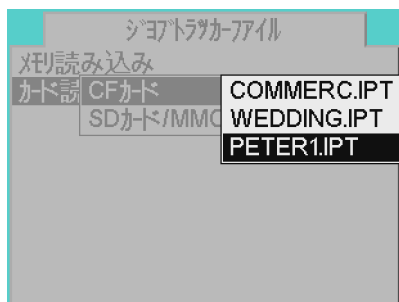 ｼﾞｮﾌﾞﾄﾗｯｶｰﾌｧｲﾙ
ﾒﾓﾘ読み込み
ｶｰﾄﾞ読
CFｶｰﾄﾞ
SDｶｰﾄﾞ/MMC
COMMERC.IPT
WEDDING.IPT
PETER1.IPT